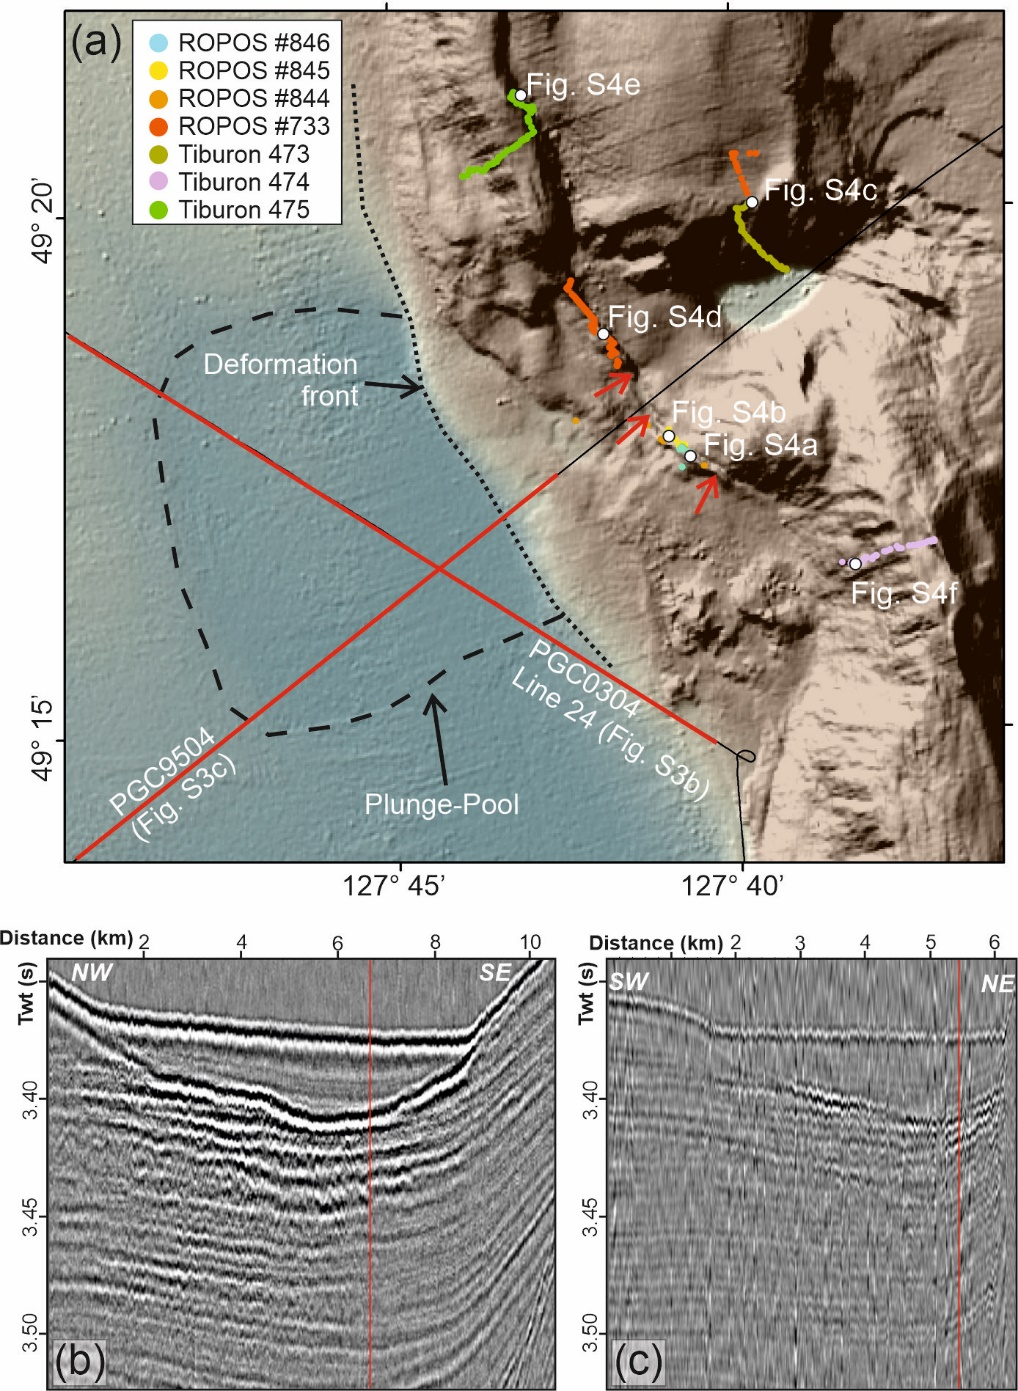 (a)
ROPOS #846
ROPOS #845
ROPOS #844
ROPOS #733
Tiburon 473
Tiburon 474
Tiburon 475
Fig. S4e
Fig. S4c
49° 20’
Fig. S4d
Deformation
front
Fig. S4b
Fig. S4a
Fig. S4f
PGC0304
Line 24 (Fig. S3b)
49° 15’
PGC9504
(Fig. S3c)
Plunge-Pool
127° 45’
127° 40’
Distance (km) 2 4 6 8 10
NW
SE
Twt (s)
3.40
3.45
3.50
(b)
Distance (km) 2 3 4 5 6
SW
NE
Twt (s)
3.40
3.45
3.50
(c)